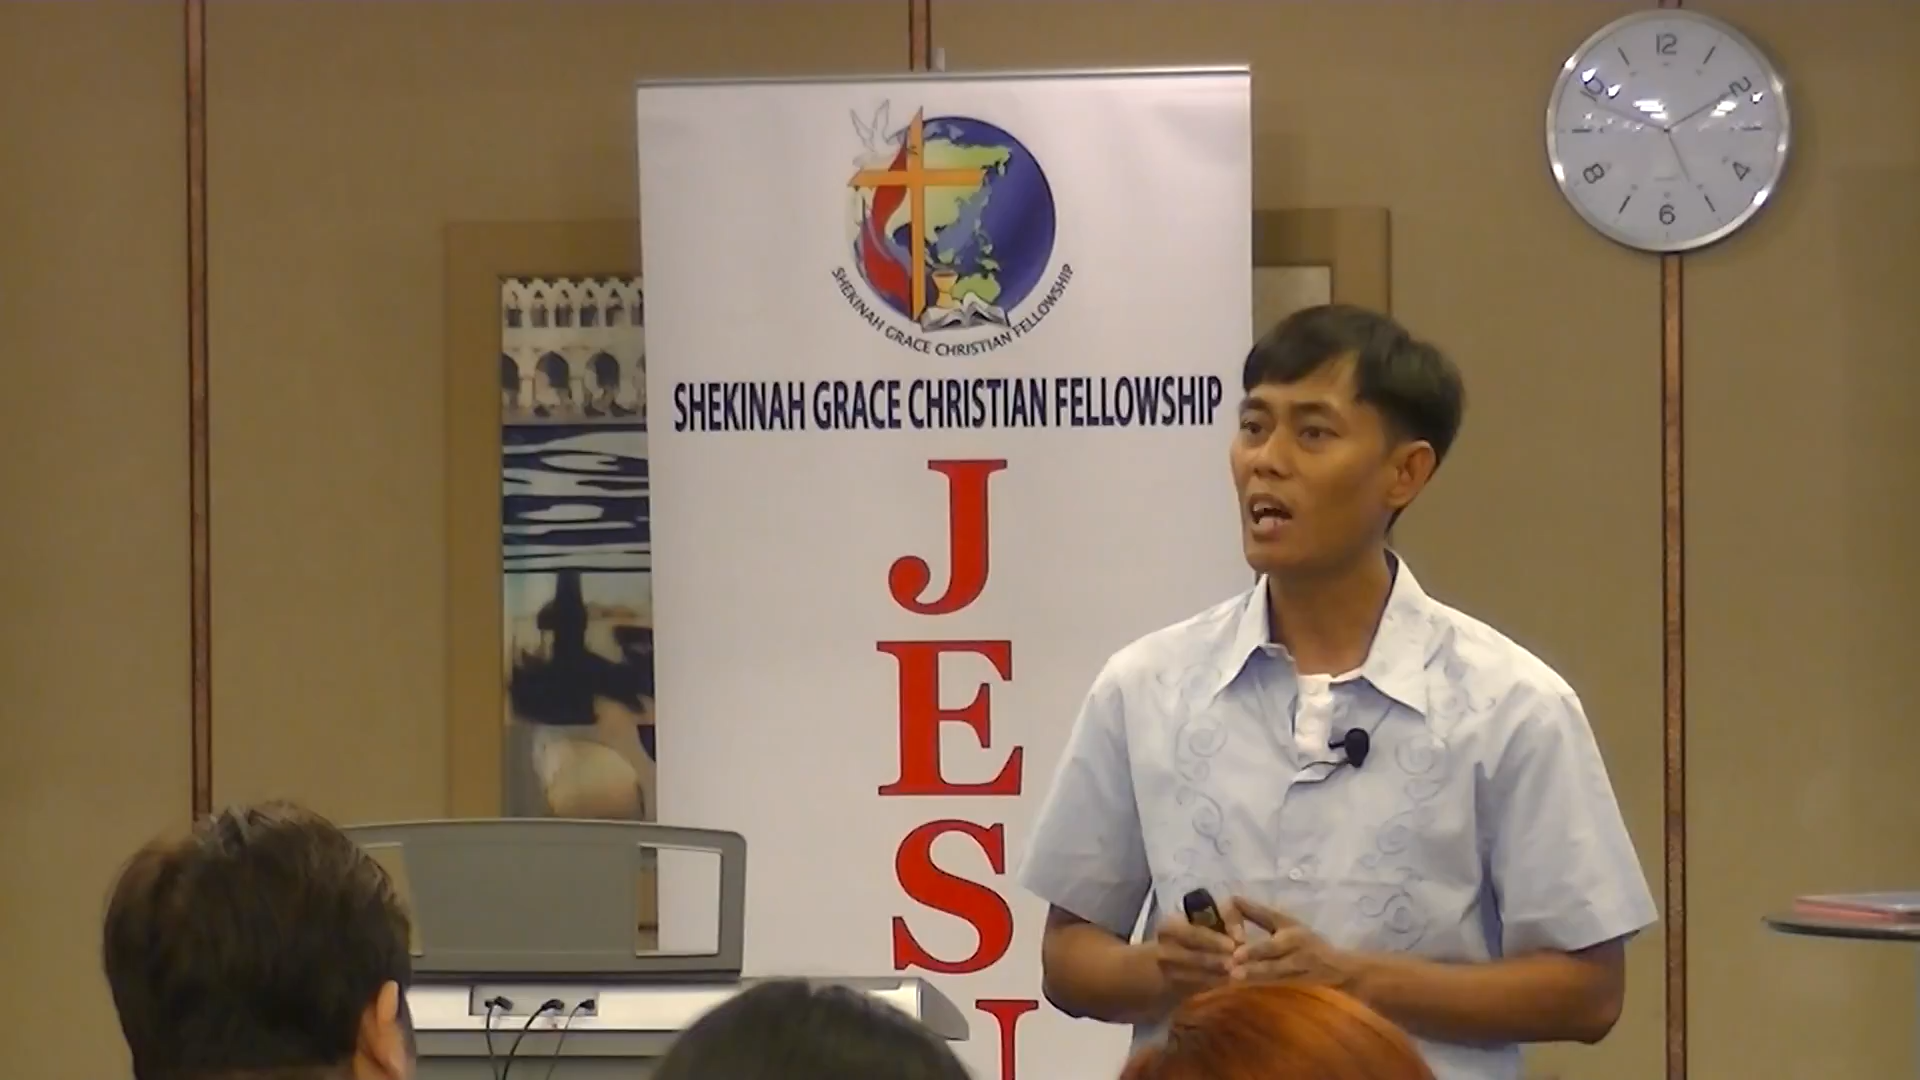 SHEKINAH GRACE CHRISTIAN FELLOWSHIP
SHEKINAH GRACE CHRISTIAN FELLOWSHIP
J
E
S
12
2
4
6
8
10